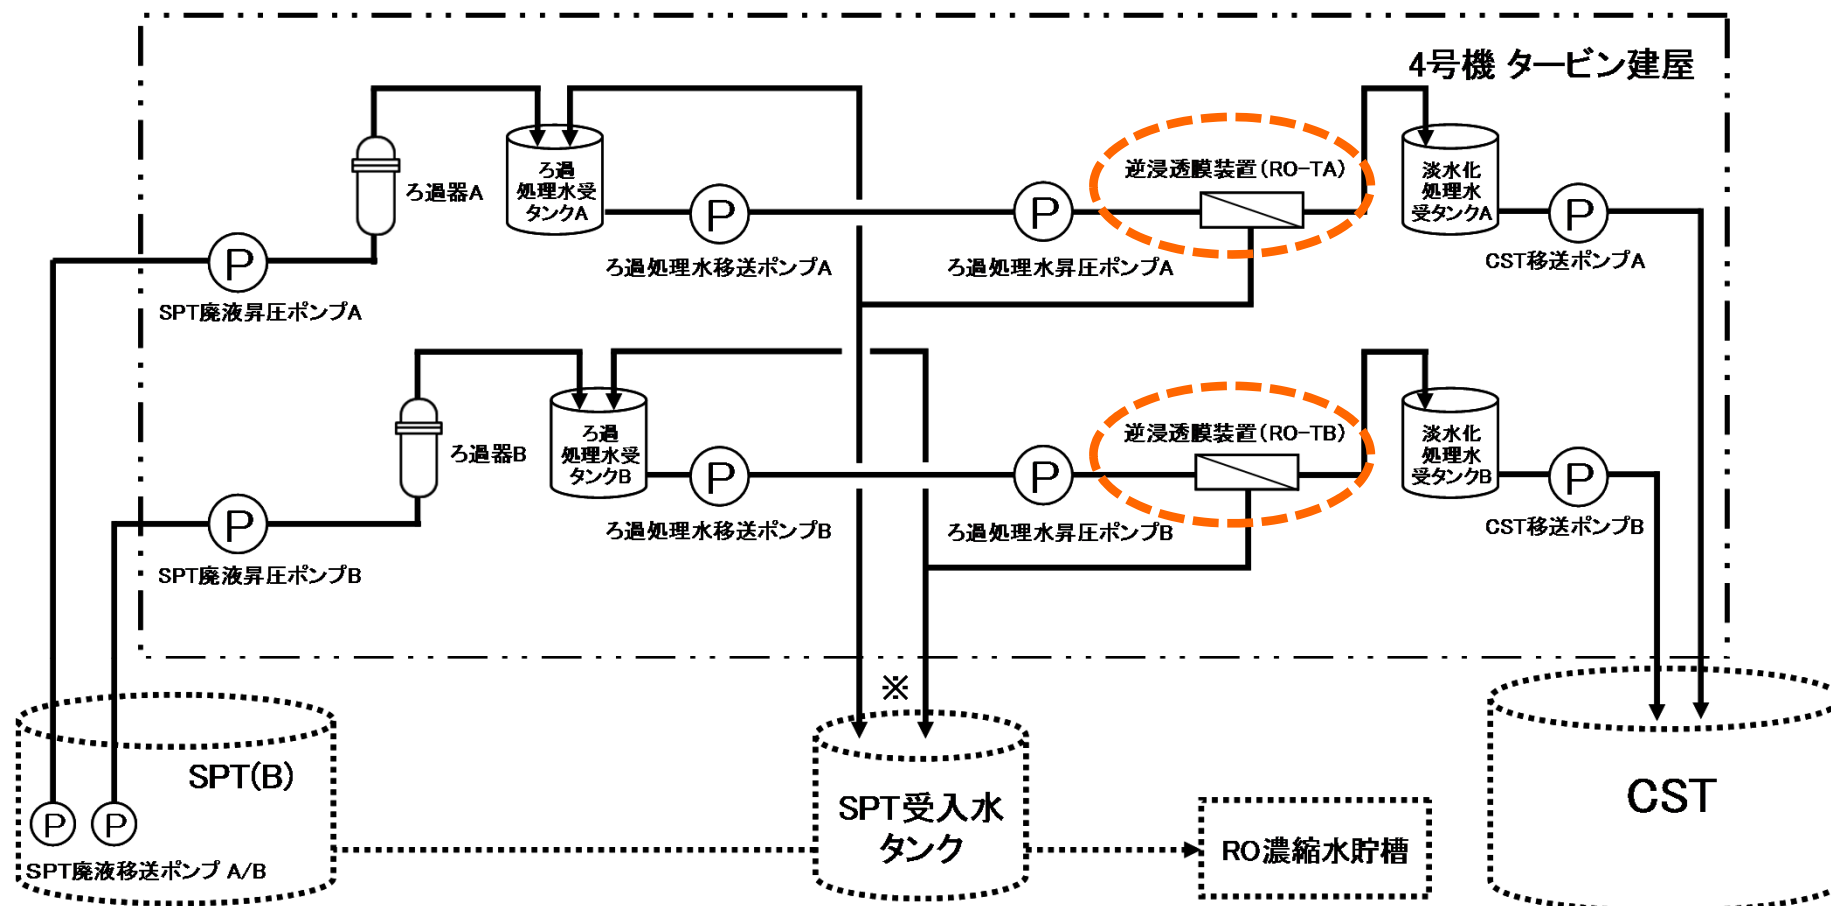 4号機 タービン建屋
逆浸透膜装置(RO-TA)
ろ過
処理水受
タンクA
淡水化
処理水
受タンクA
ろ過器A
P
P
P
P
ろ過処理水移送ポンプA
ろ過処理水昇圧ポンプA
CST移送ポンプA
SPT廃液昇圧ポンプA
逆浸透膜装置(RO-TB)
ろ過
処理水受
タンクB
淡水化
処理水
受タンクB
ろ過器B
P
P
P
P
ろ過処理水移送ポンプB
ろ過処理水昇圧ポンプB
CST移送ポンプB
SPT廃液昇圧ポンプB
※
SPT(B)
P
P
SPT廃液移送ポンプ A/B
SPT受入水
タンク
RO濃縮水貯槽
CST